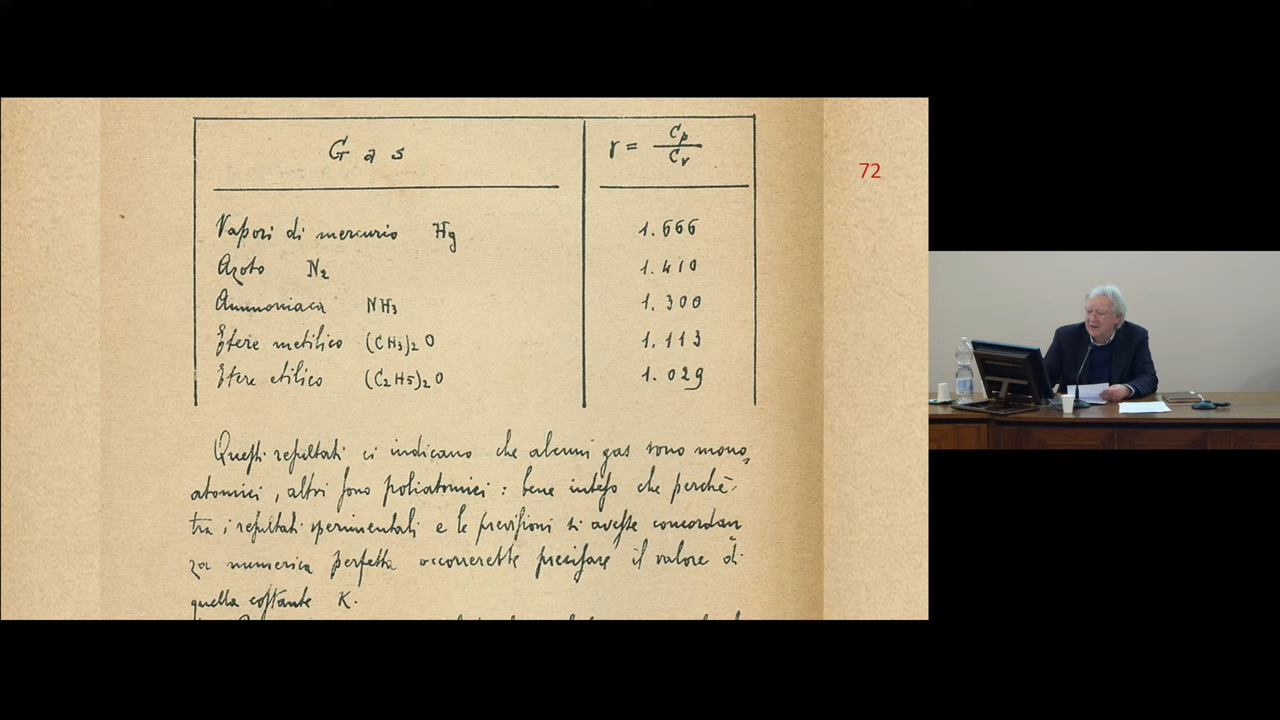 Gas γ = Cp/Cv
72
Vapori di mercurio Hg 1.666
Azoto N₂ 1.410
Ammoniaca NH₃ 1.300
Etere metilico (CH₃)₂O 1.113
Etere etilico (C₂H₅)₂O 1.029
Questi resultati ci indicano che alcuni gas sono mono=
atomici, altri sono poliatomici: bene inteso che perchè
tra i resultati sperimentali e le previsioni si avesse concordan
za numerica perfetta occorrerebbe precisare il valore di
quella costante K.